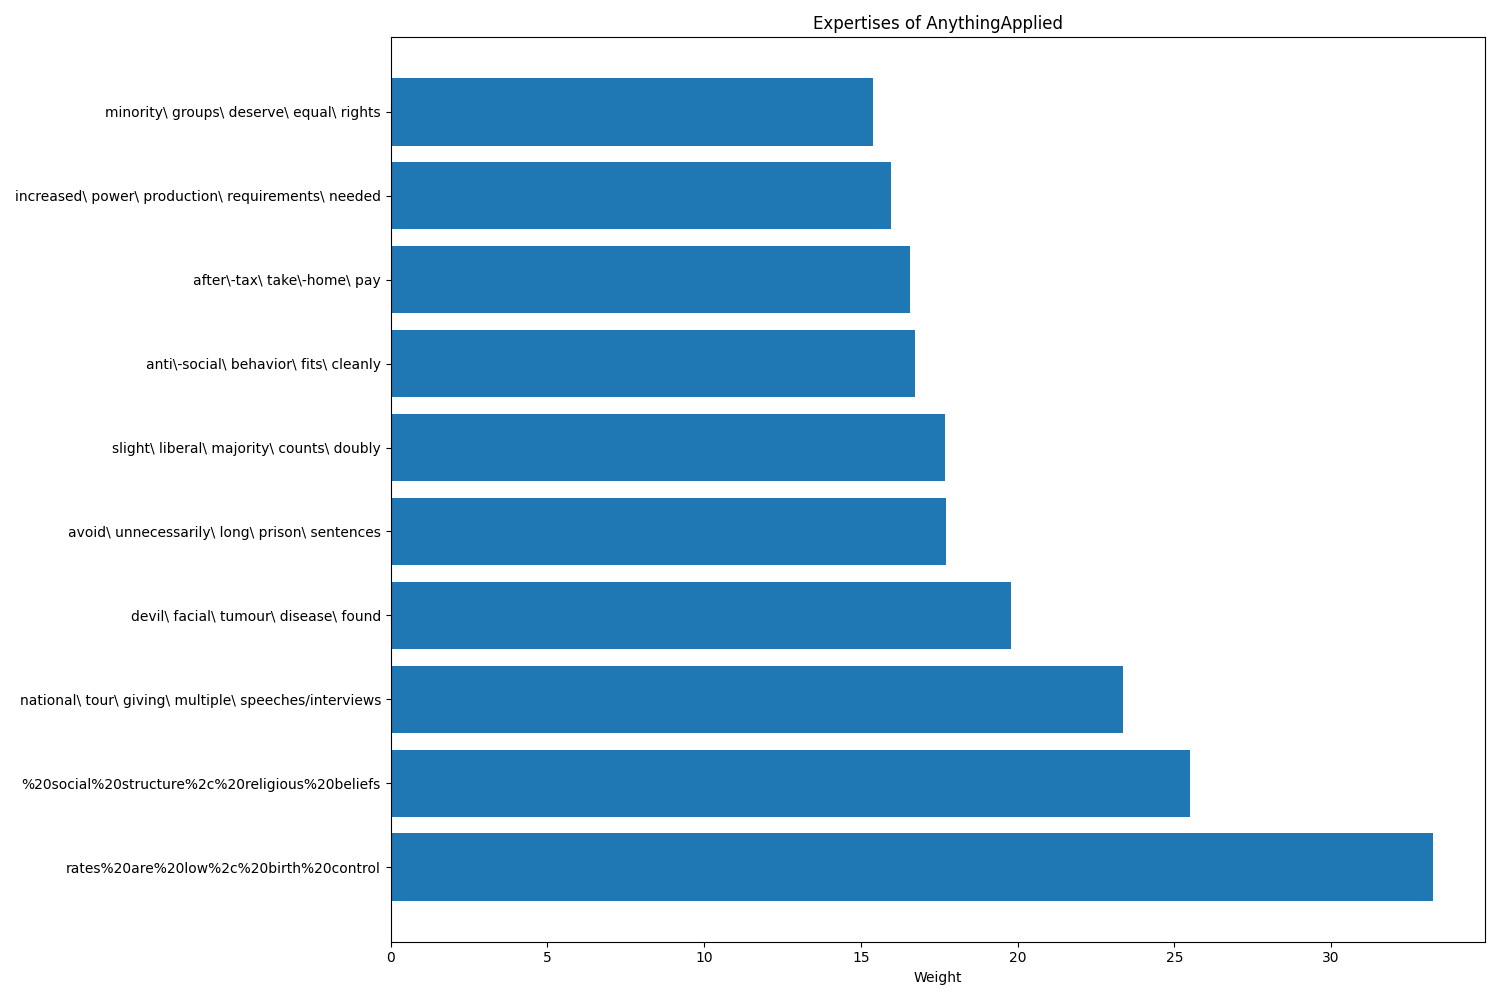 Expertises of AnythingApplied
minority\ groups\ deserve\ equal\ rights
increased\ power\ production\ requirements\ needed
after\-tax\ take\-home\ pay
anti\-social\ behavior\ fits\ cleanly
slight\ liberal\ majority\ counts\ doubly
avoid\ unnecessarily\ long\ prison\ sentences
devil\ facial\ tumour\ disease\ found
national\ tour\ giving\ multiple\ speeches/interviews
%20social%20structure%2c%20religious%20beliefs
rates%20are%20low%2c%20birth%20control
0 5 10 15 20 25 30
Weight